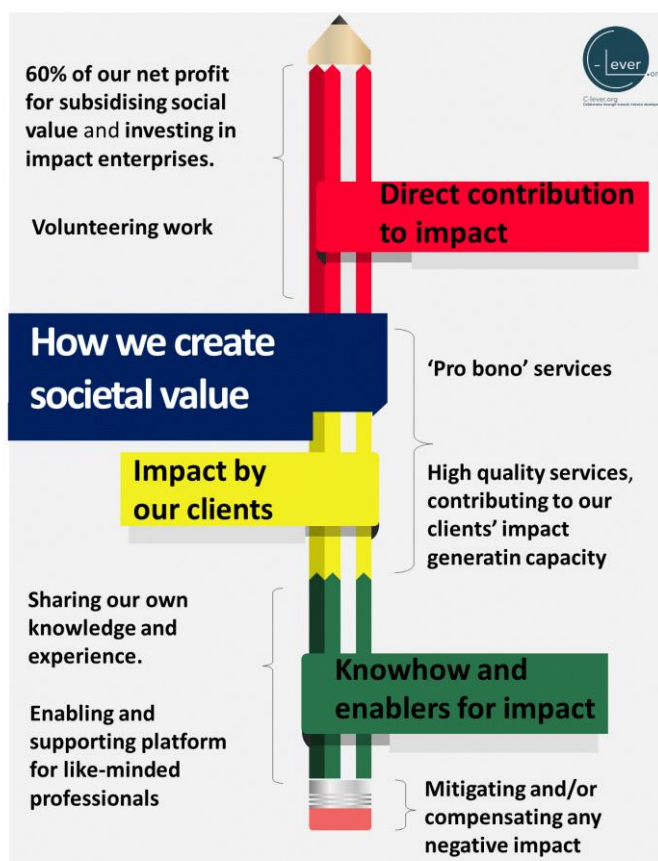 60% of our net profit
for subsidising social
value and investing in
impact enterprises.
Volunteering work
- Lever
C-lever.org
Direct contribution
to impact
How we create
societal value
'Pro bono' services
Impact by
our clients
High quality services,
contributing to our
clients' impact
generatin capacity
Sharing our own
knowledge and
experience.
Knowhow and
enablers for impact
Enabling and
supporting platform
for like-minded
professionals
Mitigating and/or
compensating any
negative impact